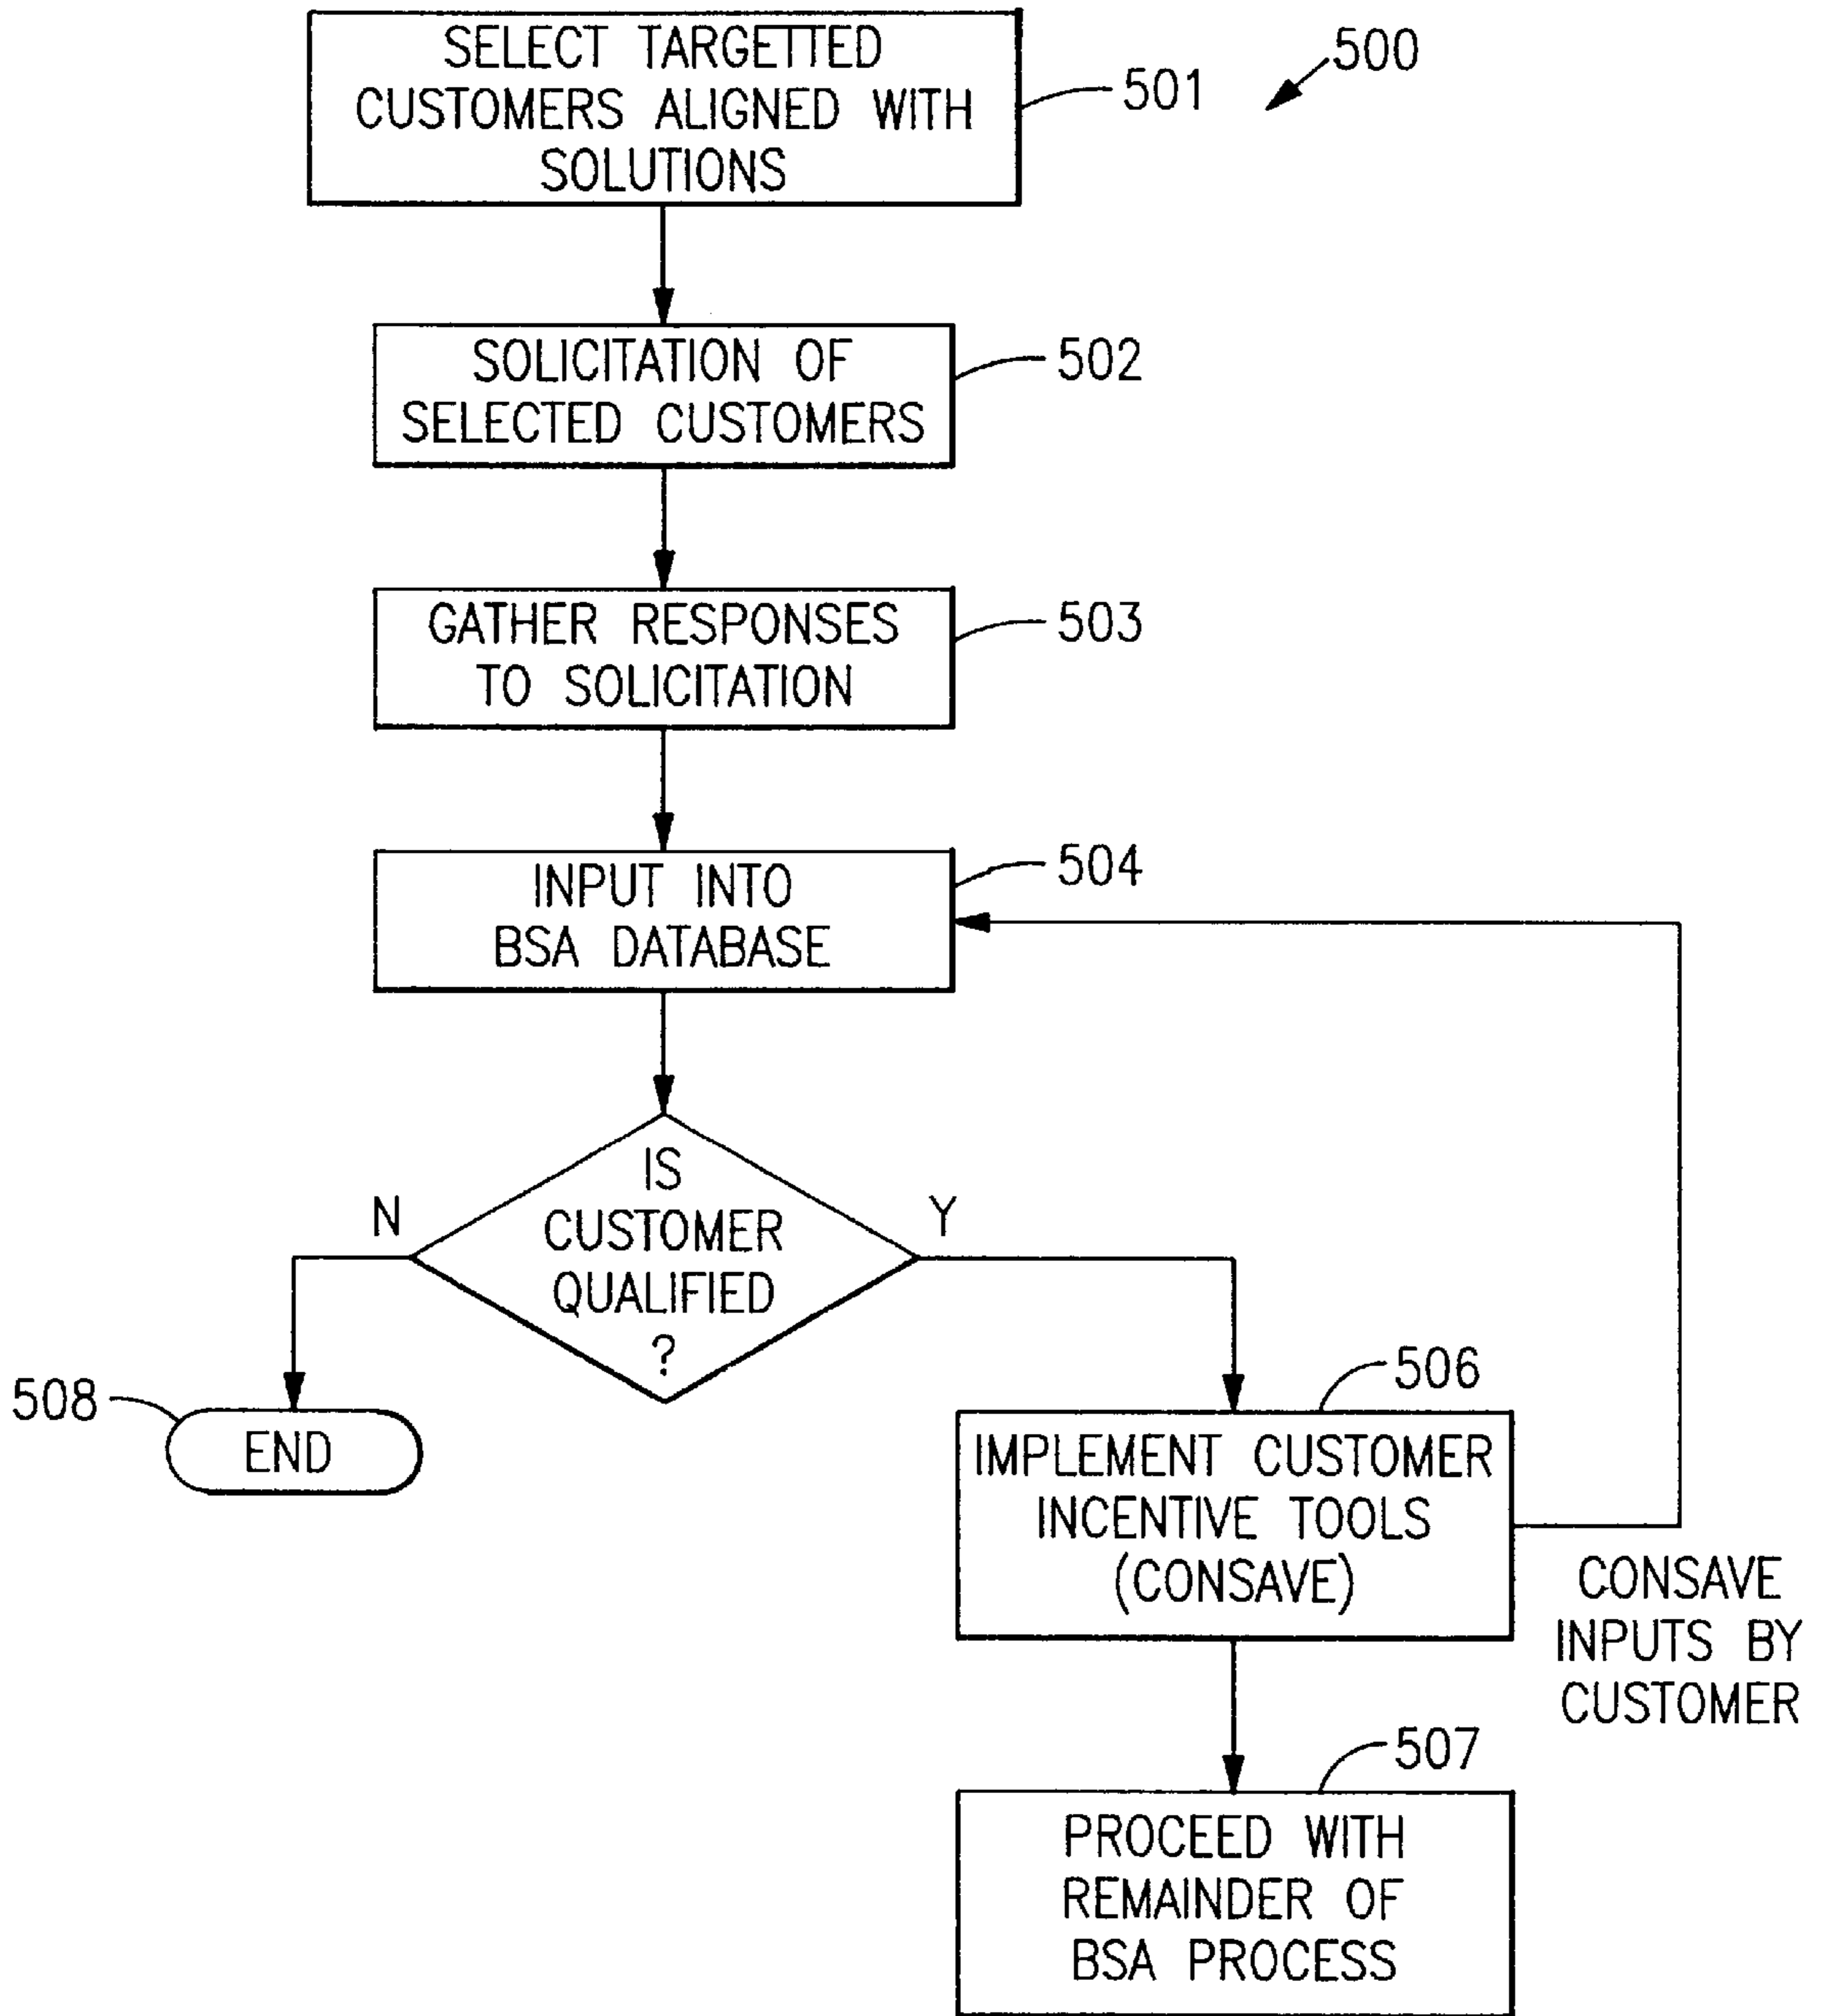 SELECT TARGETTED
CUSTOMERS ALIGNED WITH
SOLUTIONS
501
500
SOLICITATION OF
SELECTED CUSTOMERS
502
GATHER RESPONSES
TO SOLICITATION
503
INPUT INTO
BSA DATABASE
504
IS
CUSTOMER
QUALIFIED
?
N
Y
508
END
506
IMPLEMENT CUSTOMER
INCENTIVE TOOLS
(CONSAVE)
CONSAVE
INPUTS BY
CUSTOMER
507
PROCEED WITH
REMAINDER OF
BSA PROCESS